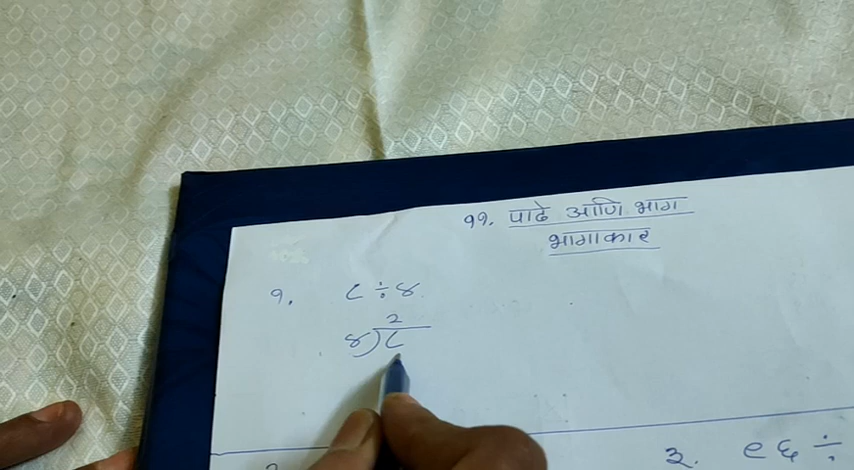 ११. पाढे आणि भाग
भागाकार
१. ८ ÷ ४
२
४) ८
३. ९६ ÷